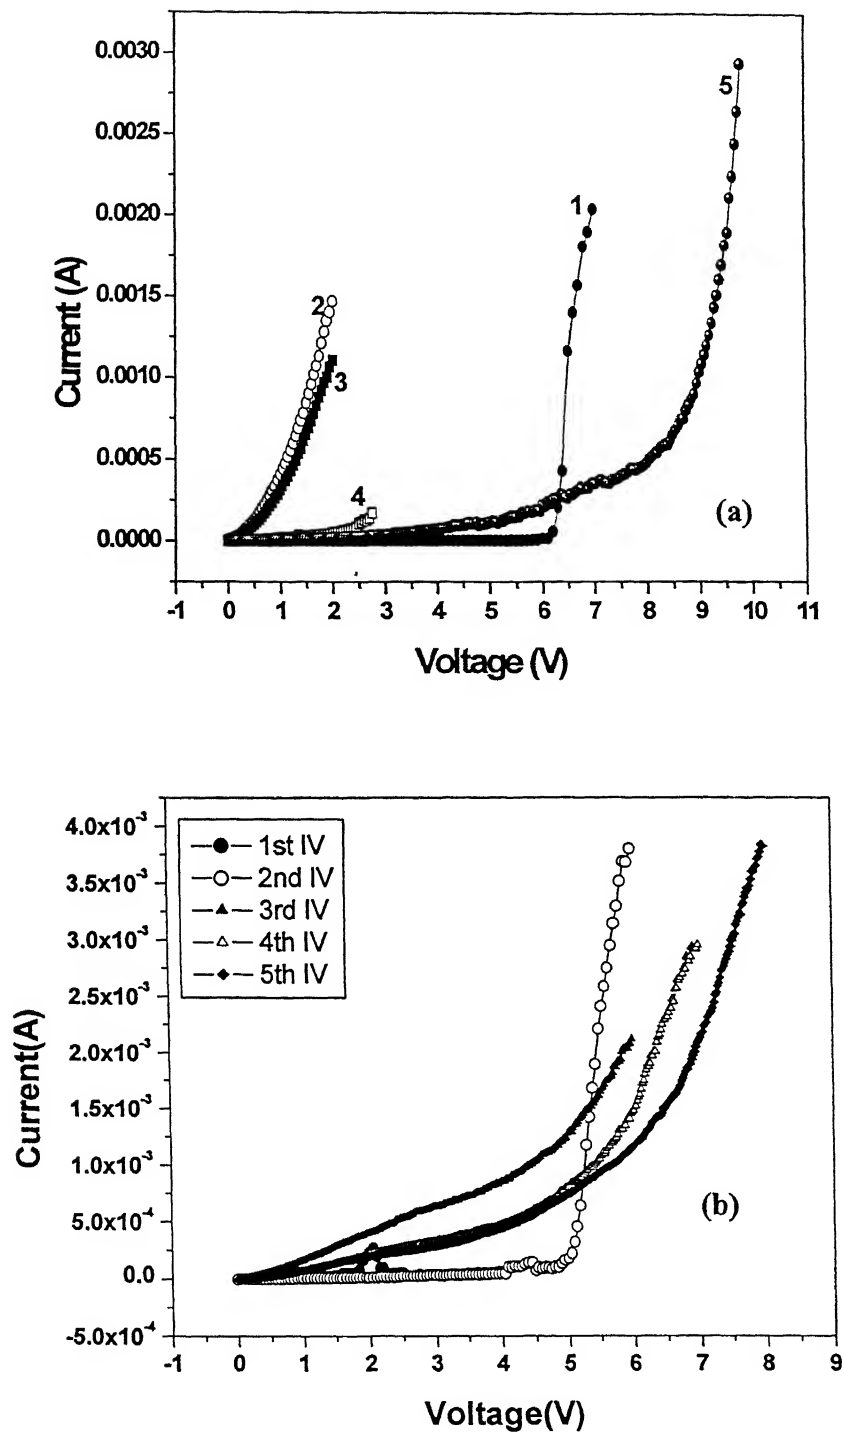 0.0030
0.0025
0.0020
0.0015
0.0010
0.0005
0.0000
Current (A)
1
2
3
4
5
(a)
-1 0 1 2 3 4 5 6 7 8 9 10 11
Voltage (V)
4.0x10⁻³
3.5x10⁻³
3.0x10⁻³
2.5x10⁻³
2.0x10⁻³
1.5x10⁻³
1.0x10⁻³
5.0x10⁻⁴
0.0
-5.0x10⁻⁴
Current(A)
1st IV
2nd IV
3rd IV
4th IV
5th IV
(b)
-1 0 1 2 3 4 5 6 7 8 9
Voltage(V)